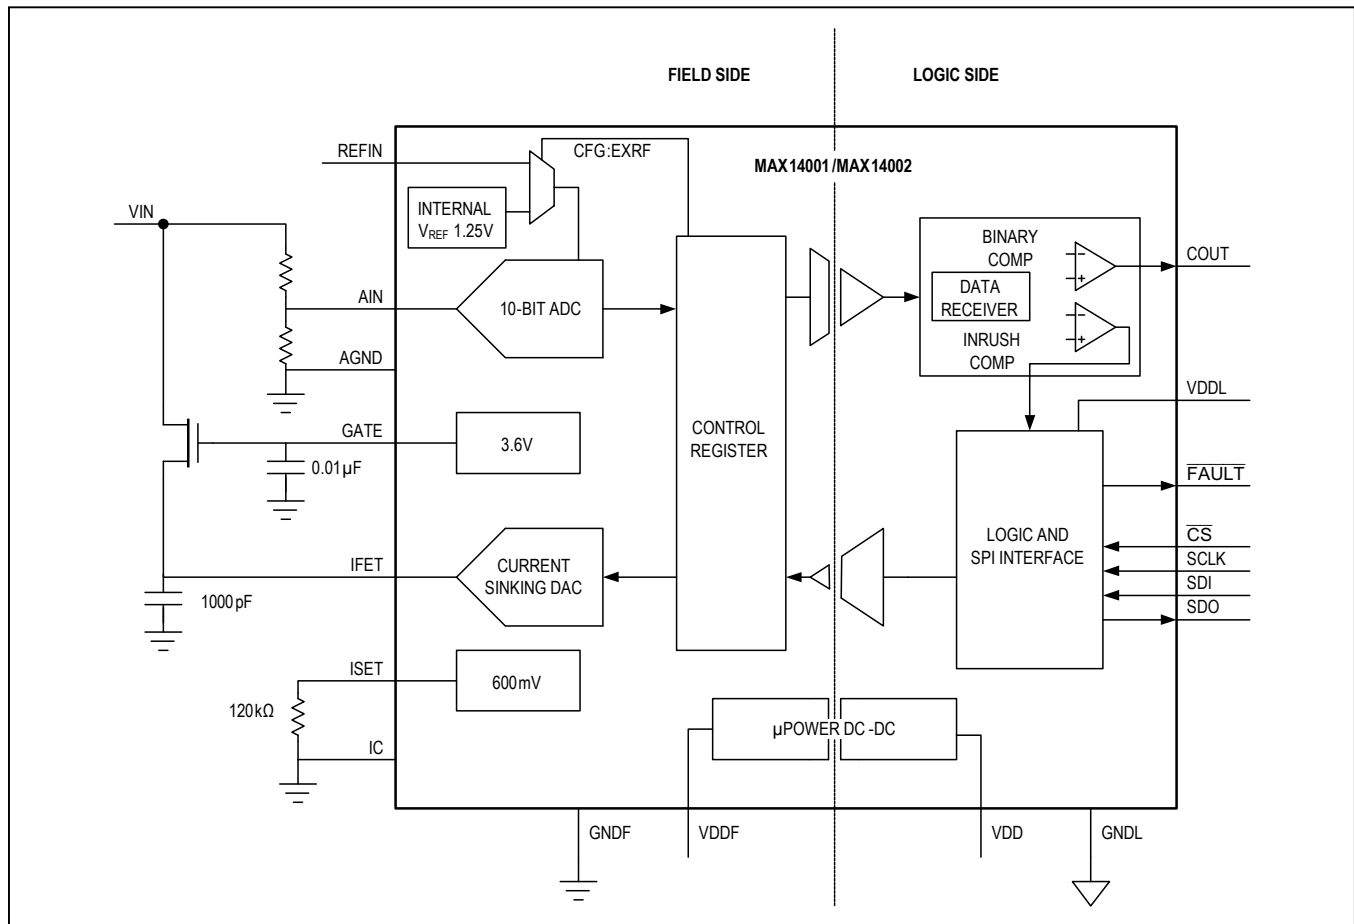 FIELD SIDE
LOGIC SIDE
REFIN
CFG:EXRF
MAX14001/MAX14002
VIN
INTERNAL
VREF 1.25V
BINARY
COMP
COUT
DATA
RECEIVER
AIN
10-BIT ADC
INRUSH
COMP
AGND
VDDL
GATE
3.6V
CONTROL
REGISTER
0.01µF
FAULT
LOGIC AND
SPI INTERFACE
CS
SCLK
SDI
SDO
IFET
CURRENT
SINKING DAC
1000pF
ISET
600mV
120kΩ
µPOWER DC-DC
IC
GNDF
VDDF
VDD
GNDL